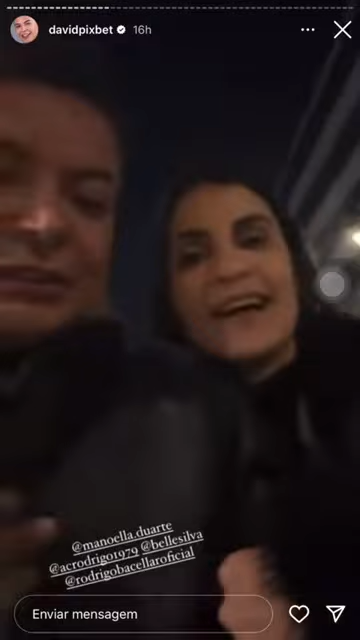 davidpixbet 16h
@manoella.duarte
@acrodrigo1979 @bellesilva
@rodrigobacellaroficial
Enviar mensagem